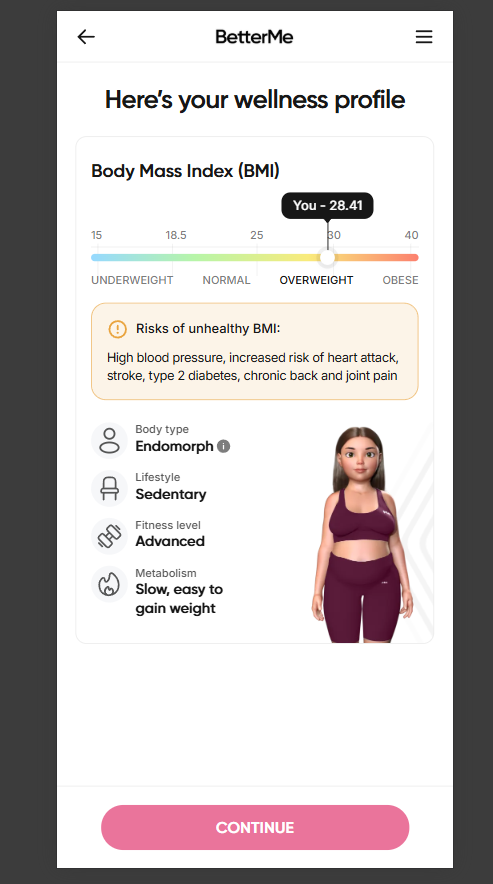 BetterMe
Here’s your wellness profile
Body Mass Index (BMI)
You - 28.41
15 18.5 25 30 40
UNDERWEIGHT NORMAL OVERWEIGHT OBESE
Risks of unhealthy BMI:
High blood pressure, increased risk of heart attack,
stroke, type 2 diabetes, chronic back and joint pain
Body type
Endomorph
Lifestyle
Sedentary
Fitness level
Advanced
Metabolism
Slow, easy to
gain weight
CONTINUE